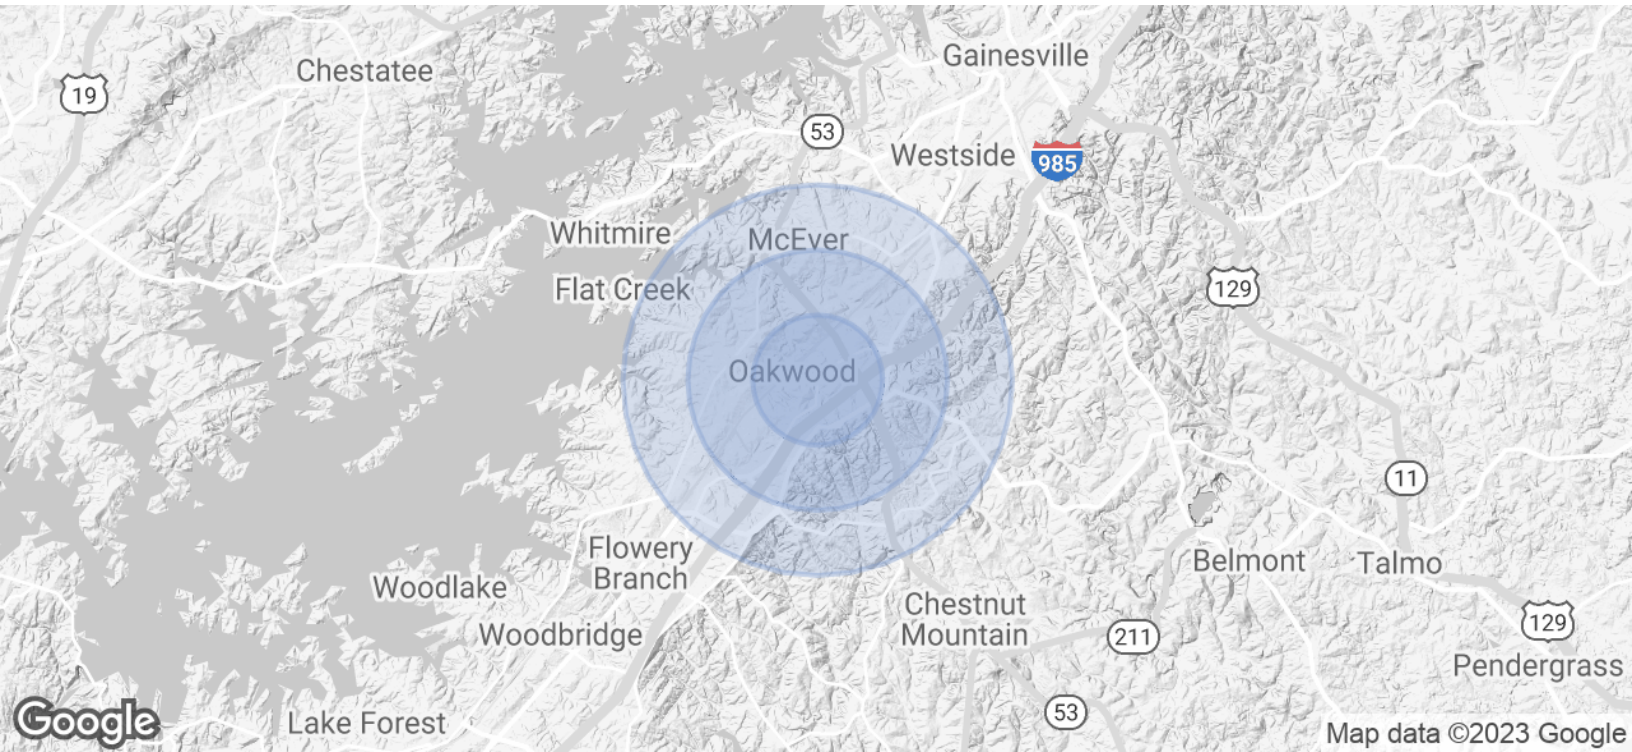 Gainesville
Chestatee
19
53
Westside
985
Whitmire
McEver
Flat Creek
129
Oakwood
11
Flowery
Branch
Belmont
Talmo
Woodlake
Chestnut
Mountain
Woodbridge
211
129
Pendergrass
53
Lake Forest
Google
Map data ©2023 Google